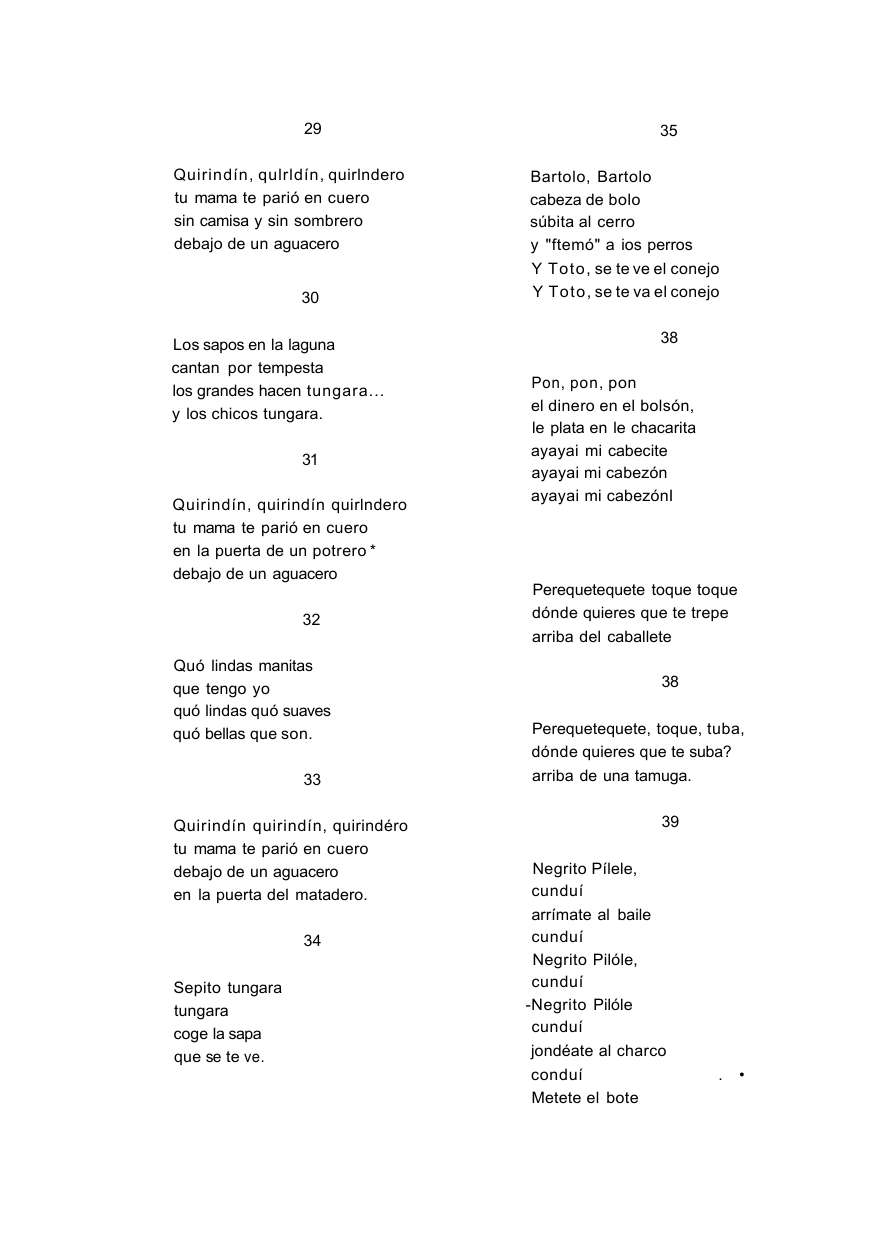 29
Quirindín, qulrldín, quirlndero
tu mama te parió en cuero
sin camisa y sin sombrero
debajo de un aguacero
30
Los sapos en la laguna
cantan por tempesta
los grandes hacen tungara...
y los chicos tungara.
31
Quirindín, quirindín quirlndero
tu mama te parió en cuero
en la puerta de un potrero *
debajo de un aguacero
32
Quó lindas manitas
que tengo yo
quó lindas quó suaves
quó bellas que son.
33
Quirindín quirindín, quirindéro
tu mama te parió en cuero
debajo de un aguacero
en la puerta del matadero.
34
Sepito tungara
tungara
coge la sapa
que se te ve.
35
Bartolo, Bartolo
cabeza de bolo
súbita al cerro
y "ftemó" a ios perros
Y Toto, se te ve el conejo
Y Toto, se te va el conejo
38
Pon, pon, pon
el dinero en el bolsón,
le plata en le chacarita
ayayai mi cabecite
ayayai mi cabezón
ayayai mi cabezónI
Perequetequete toque toque
dónde quieres que te trepe
arriba del caballete
38
Perequetequete, toque, tuba,
dónde quieres que te suba?
arriba de una tamuga.
39
Negrito Pílele,
cunduí
arrímate al baile
cunduí
Negrito Pilóle,
cunduí
-Negrito Pilóle
cunduí
jondéate al charco
conduí . •
Metete el bote